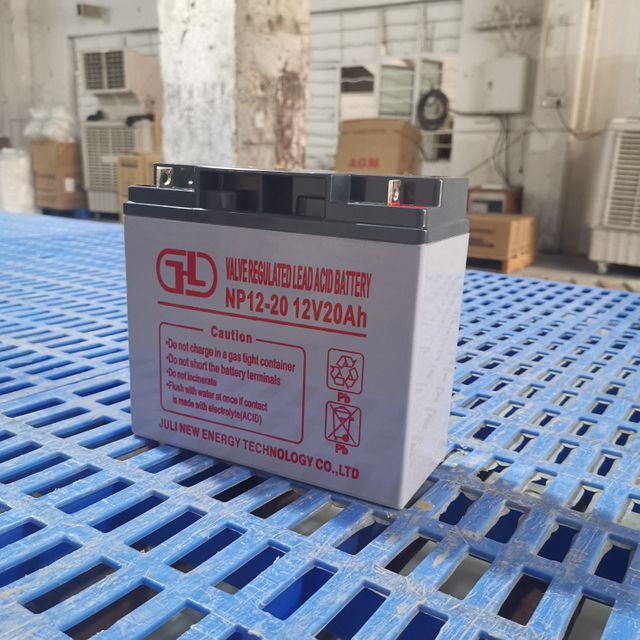 VALVE REGULATED LEAD ACID BATTERY
NP12-20 12V20Ah
Caution
•Do not charge in a gas tight container
•Do not short the battery terminals
•Do not incinerate
•Flush with water at once if contact
is made with electrolyte(ACID)
Pb
Pb
JULI NEW ENERGY TECHNOLOGY CO.,LTD
AGM